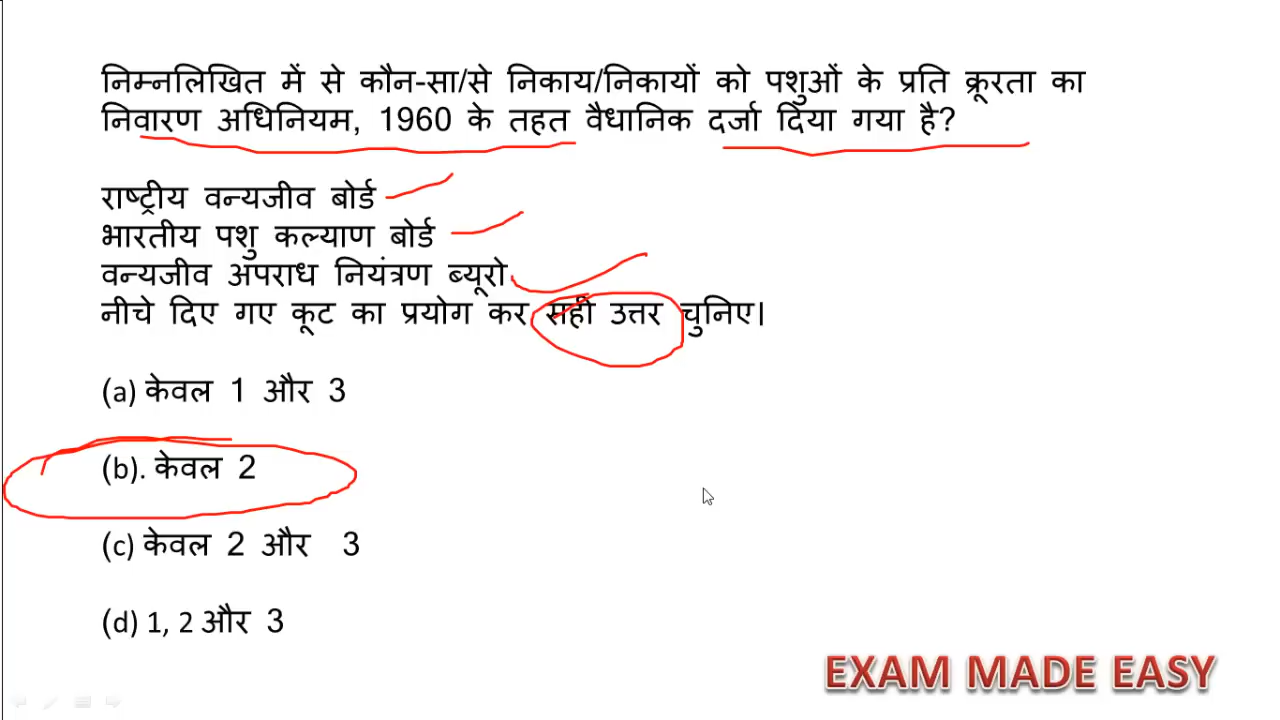 निम्नलिखित में से कौन-सा/से निकाय/निकायों को पशुओं के प्रति क्रूरता का
निवारण अधिनियम, 1960 के तहत वैधानिक दर्जा दिया गया है?
राष्ट्रीय वन्यजीव बोर्ड
भारतीय पशु कल्याण बोर्ड
वन्यजीव अपराध नियंत्रण ब्यूरो
नीचे दिए गए कूट का प्रयोग कर सही उत्तर चुनिए।
(a) केवल 1 और 3
(b). केवल 2
(c) केवल 2 और 3
(d) 1, 2 और 3
EXAM MADE EASY